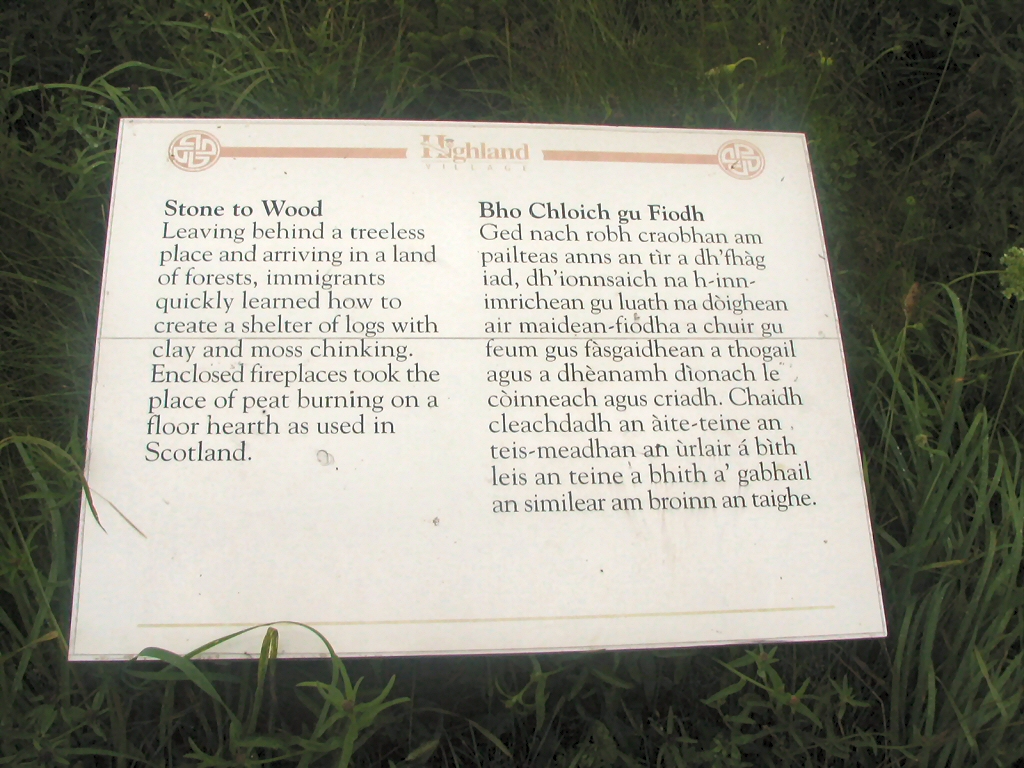 Highland
VILLAGE
Stone to Wood
Leaving behind a treeless
place and arriving in a land
of forests, immigrants
quickly learned how to
create a shelter of logs with
clay and moss chinking.
Enclosed fireplaces took the
place of peat burning on a
floor hearth as used in
Scotland.
Bho Chloich gu Fiodh
Ged nach robh craobhan am
pailteas anns an tìr a dh'fhàg
iad, dh'ionnsaich na h-inn-
imrichean gu luath na dòighean
air maidean-fiodha a chuir gu
feum gus fàsgaidhean a thogail
agus a dhèanamh dìonach le
còinneach agus criadh. Chaidh
cleachdadh an àite-teine an
teis-meadhan an ùrlair á bìth
leis an teine a bhith a' gabhail
an similear am broinn an taighe.